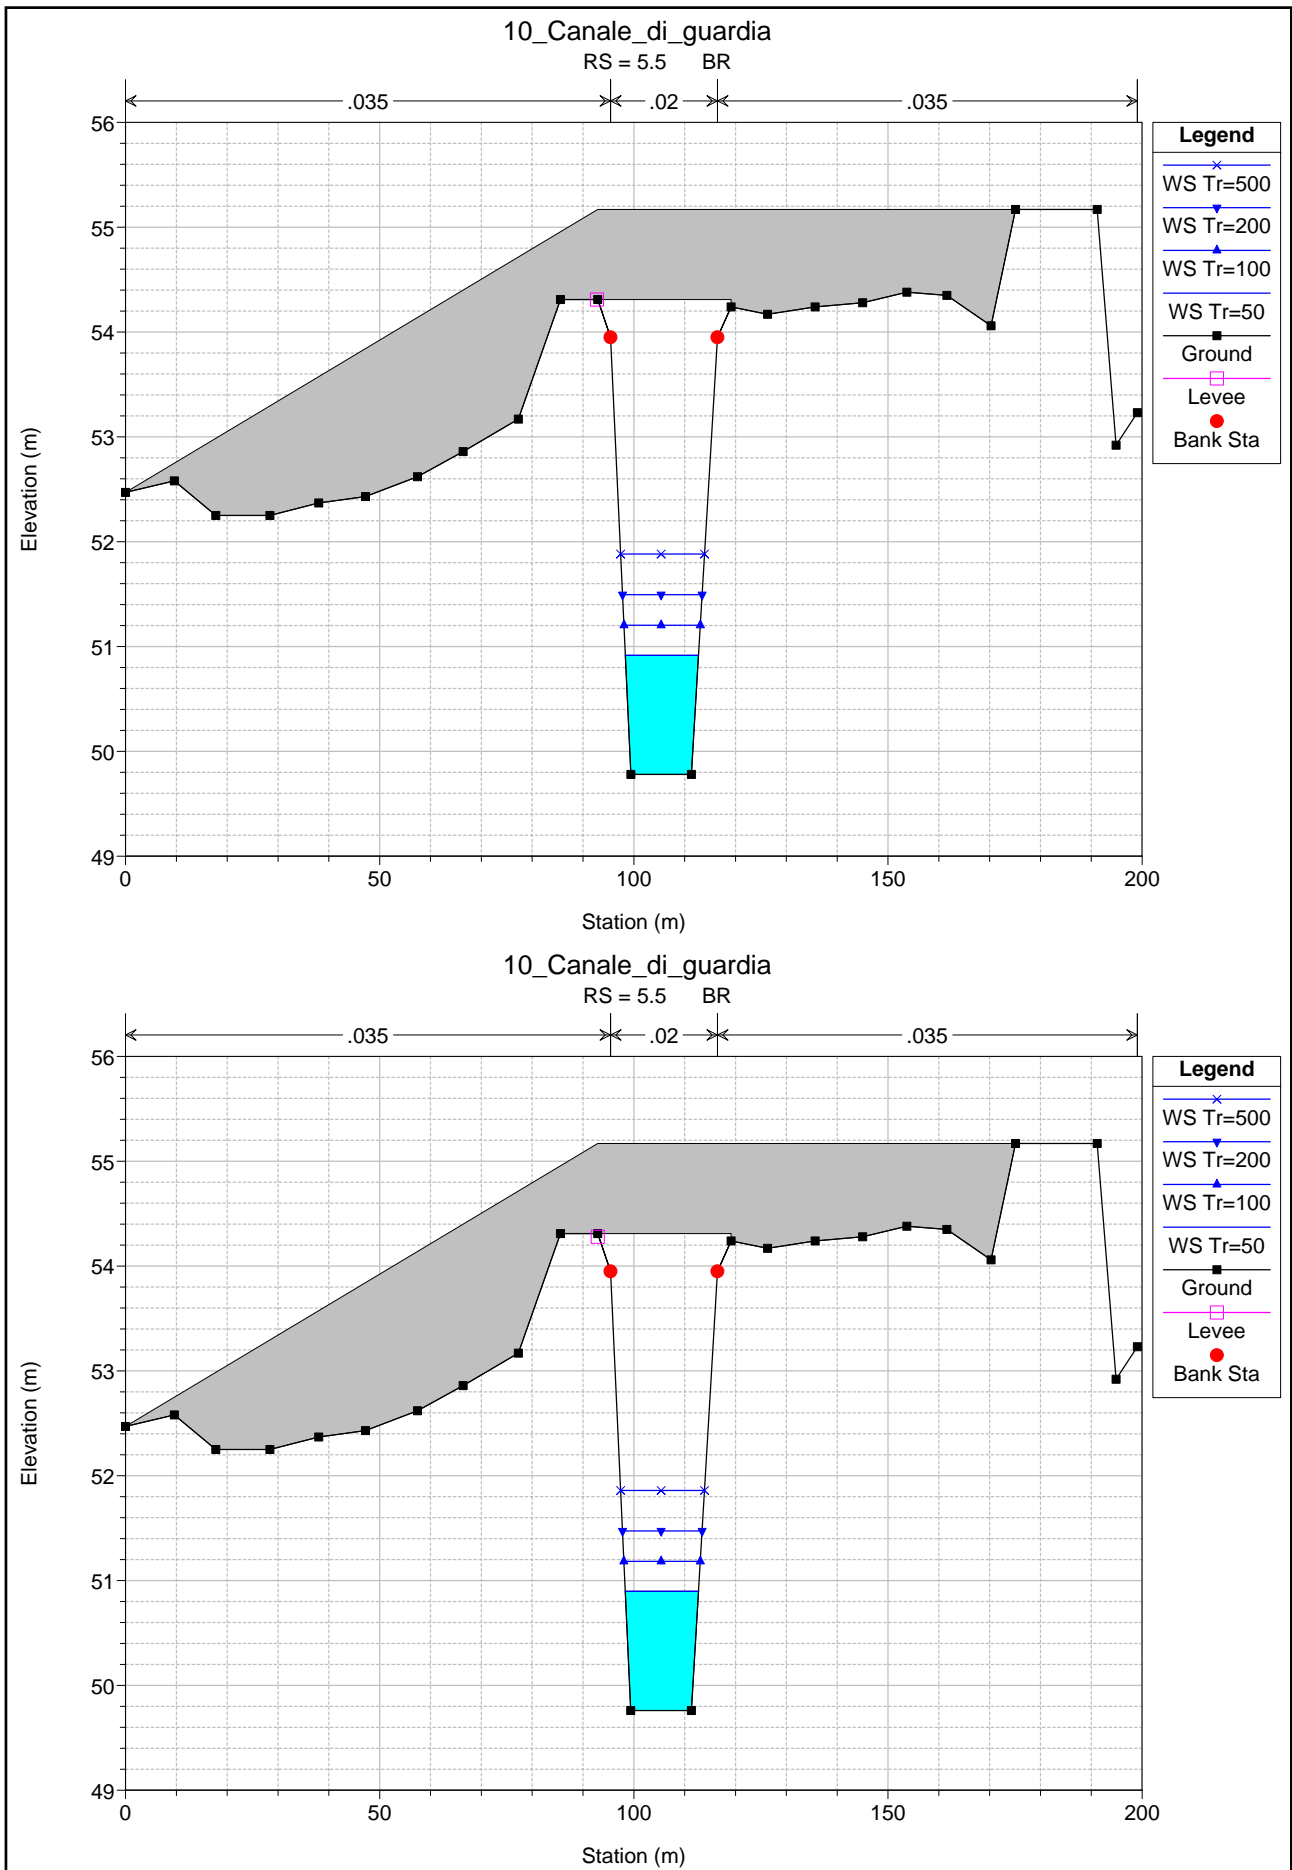 10_Canale_di_guardia
RS = 5.5 BR
.035 .02 .035
56
55
54
53
52
51
50
49
Elevation (m)
0 50 100 150 200
Station (m)
Legend
WS Tr=500
WS Tr=200
WS Tr=100
WS Tr=50
Ground
Levee
Bank Sta
10_Canale_di_guardia
RS = 5.5 BR
.035 .02 .035
56
55
54
53
52
51
50
49
Elevation (m)
0 50 100 150 200
Station (m)
Legend
WS Tr=500
WS Tr=200
WS Tr=100
WS Tr=50
Ground
Levee
Bank Sta